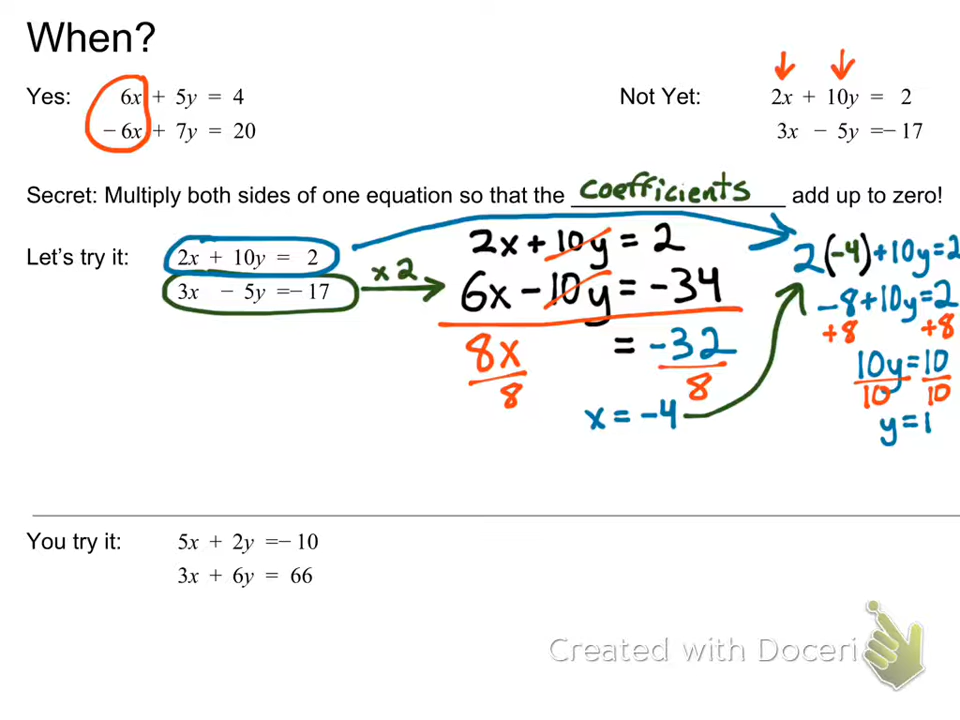 When?
Yes: 6x + 5y = 4
−6x + 7y = 20
Not Yet: 2x + 10y = 2
3x − 5y =−17
Secret: Multiply both sides of one equation so that the coefficients add up to zero!
Let's try it: 2x + 10y = 2
3x − 5y =−17
x2
2x+10y=2
6x−10y=-34
8x = -32
8 8
x = -4
2(-4)+10y=2
-8+10y=2
+8 +8
10y=10
10 10
y=1
You try it: 5x + 2y =−10
3x + 6y = 66
Created with Doceri